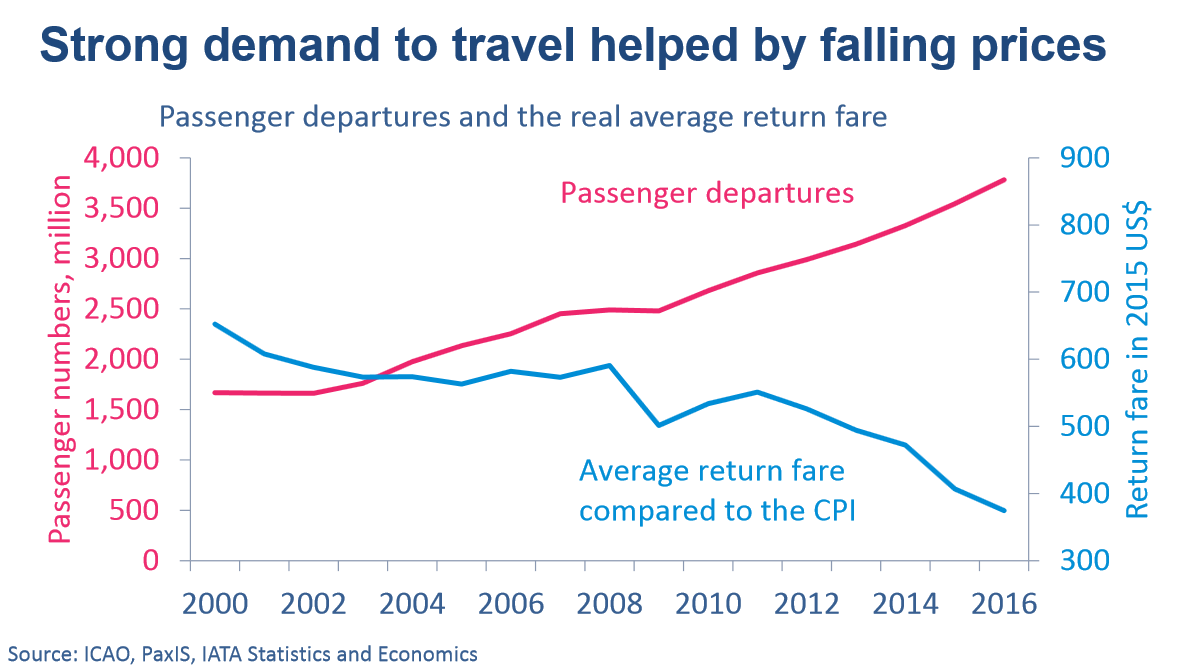 Strong demand to travel helped by falling prices
Passenger departures and the real average return fare
Passenger numbers, million
4,000
3,500
3,000
2,500
2,000
1,500
1,000
500
0
Passenger departures
Average return fare
compared to the CPI
900
800
700
600
500
400
300
Return fare in 2015 US$
2000 2002 2004 2006 2008 2010 2012 2014 2016
Source: ICAO, PaxIS, IATA Statistics and Economics